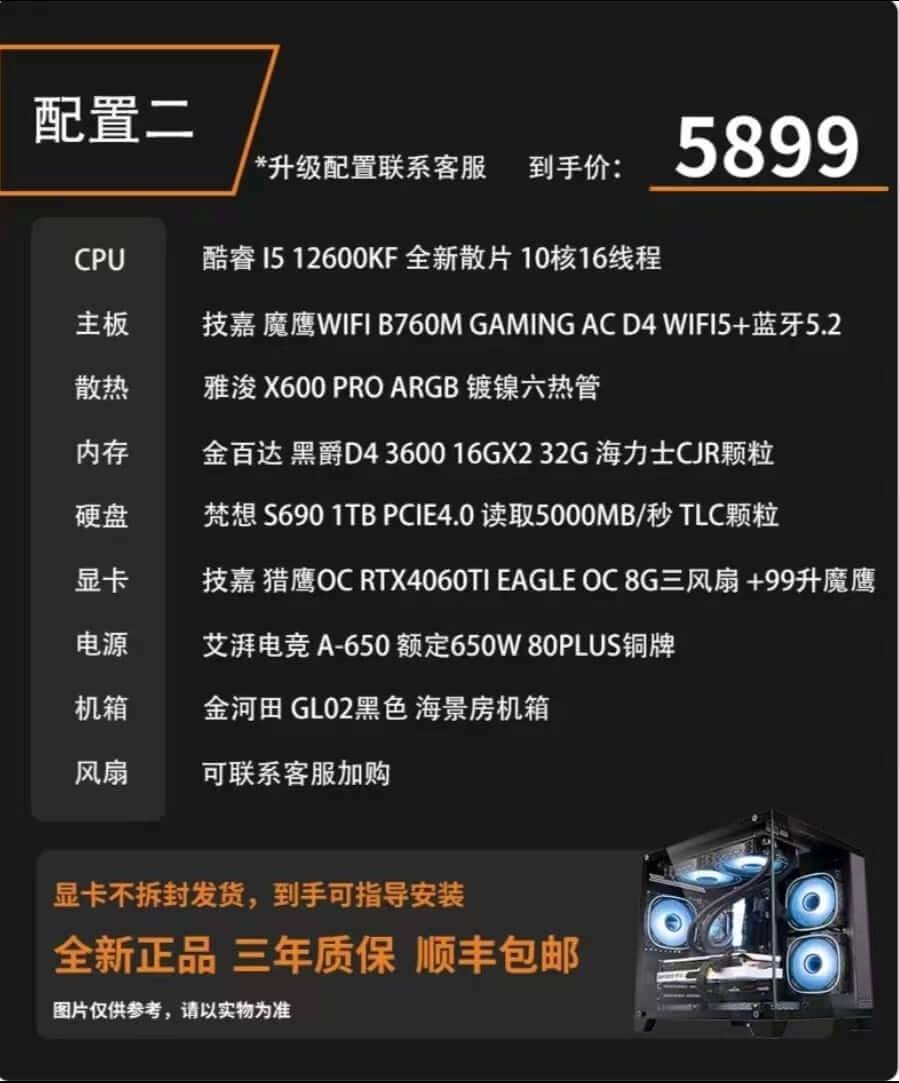 配置二
*升级配置联系客服 到手价: 5899
CPU 酷睿 I5 12600KF 全新散片 10核16线程
主板 技嘉 魔鹰WIFI B760M GAMING AC D4 WIFI5+蓝牙5.2
散热 雅浚 X600 PRO ARGB 镀镍六热管
内存 金百达 黑爵D4 3600 16GX2 32G 海力士CJR颗粒
硬盘 梵想 S690 1TB PCIE4.0 读取5000MB/秒 TLC颗粒
显卡 技嘉 猎鹰OC RTX4060TI EAGLE OC 8G三风扇 +99升魔鹰
电源 艾湃电竞 A-650 额定650W 80PLUS铜牌
机箱 金河田 GL02黑色 海景房机箱
风扇 可联系客服加购
显卡不拆封发货，到手可指导安装
全新正品 三年质保 顺丰包邮
图片仅供参考，请以实物为准